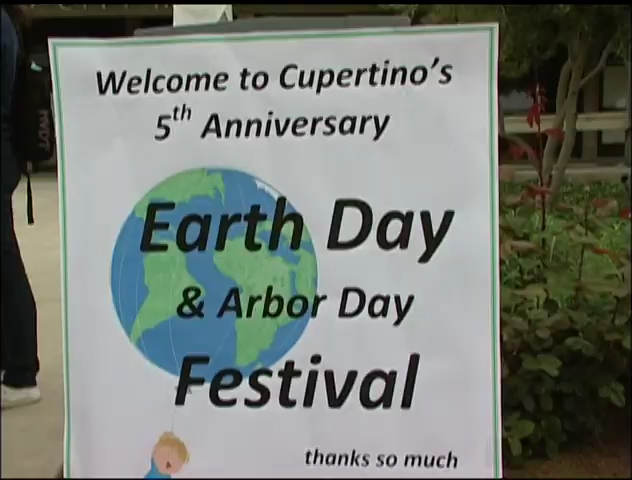 Welcome to Cupertino's
5th Anniversary
Earth Day
& Arbor Day
Festival
thanks so much